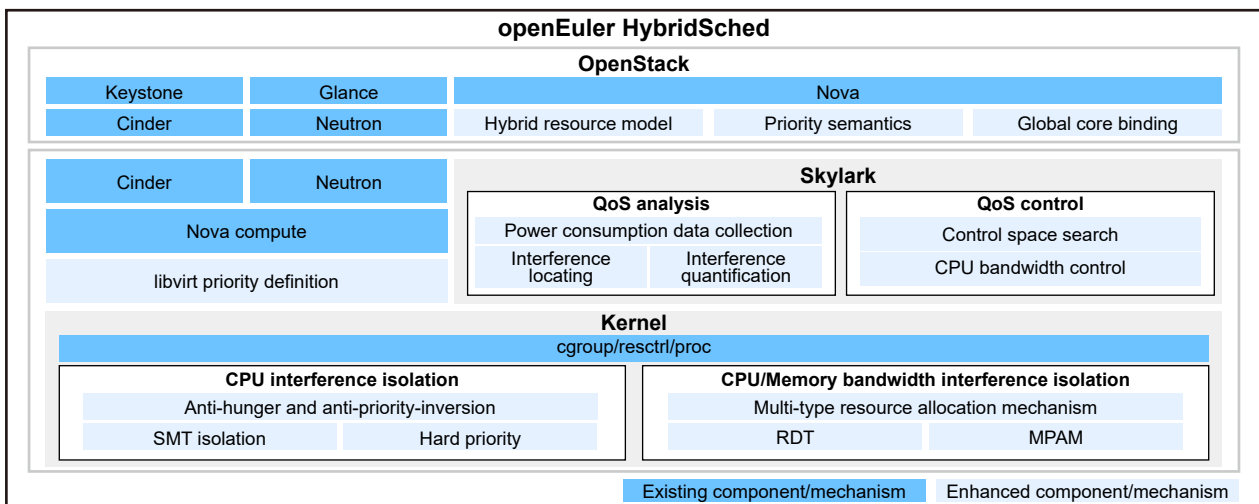 openEuler HybridSched
OpenStack
Keystone
Glance
Nova
Cinder
Neutron
Hybrid resource model
Priority semantics
Global core binding
Cinder
Neutron
Nova compute
libvirt priority definition
Skylark
QoS analysis
Power consumption data collection
Interference
locating
Interference
quantification
QoS control
Control space search
CPU bandwidth control
Kernel
cgroup/resctrl/proc
CPU interference isolation
Anti-hunger and anti-priority-inversion
SMT isolation
Hard priority
CPU/Memory bandwidth interference isolation
Multi-type resource allocation mechanism
RDT
MPAM
Existing component/mechanism
Enhanced component/mechanism